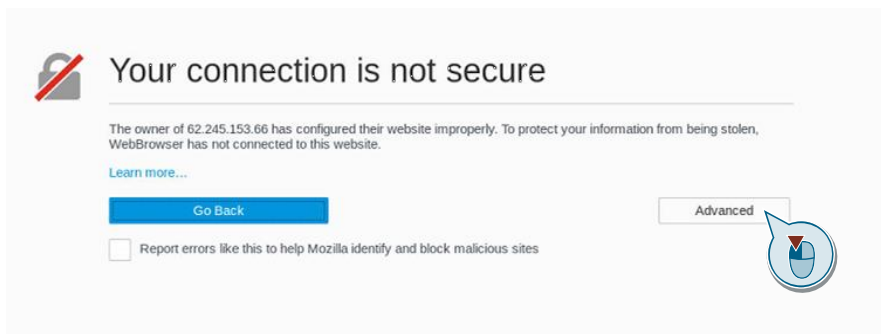 Your connection is not secure
The owner of 62.245.153.66 has configured their website improperly. To protect your information from being stolen,
WebBrowser has not connected to this website.
Learn more...
Go Back
Advanced
Report errors like this to help Mozilla identify and block malicious sites